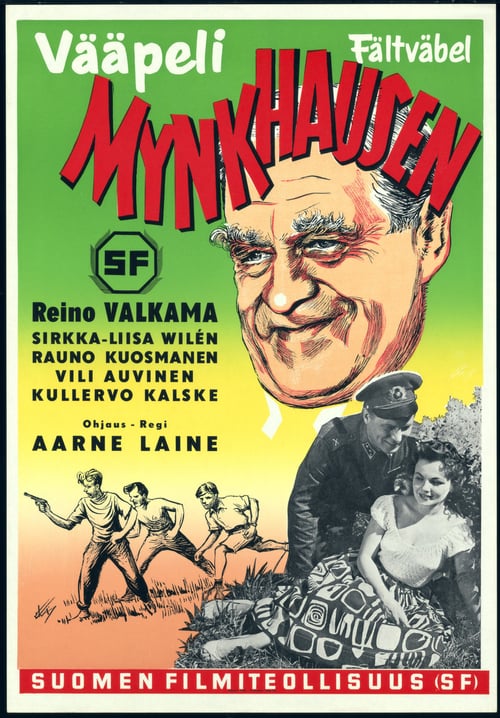 Vääpeli
Fältväbel
MYNKHAUSEN
SF
Reino VALKAMA
SIRKKA-LIISA WILÉN
RAUNO KUOSMANEN
VILI AUVINEN
KULLERVO KALSKE
Ohjaus - Regi
AARNE LAINE
SUOMEN FILMITEOLLISUUS (SF)